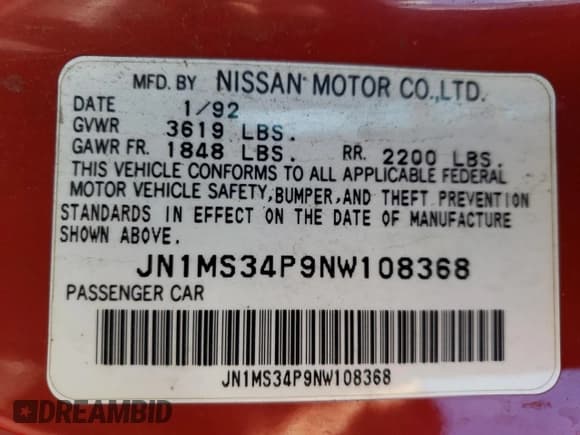 MFD. BY NISSAN MOTOR CO.,LTD.
DATE 1/92
GVWR 3619 LBS.
GAWR FR. 1848 LBS. RR. 2200 LBS.
THIS VEHICLE CONFORMS TO ALL APPLICABLE FEDERAL
MOTOR VEHICLE SAFETY, BUMPER, AND THEFT PREVENTION
STANDARDS IN EFFECT ON THE DATE OF MANUFACTURE
SHOWN ABOVE.
JN1MS34P9NW108368
PASSENGER CAR
JN1MS34P9NW108368
DREAMBID